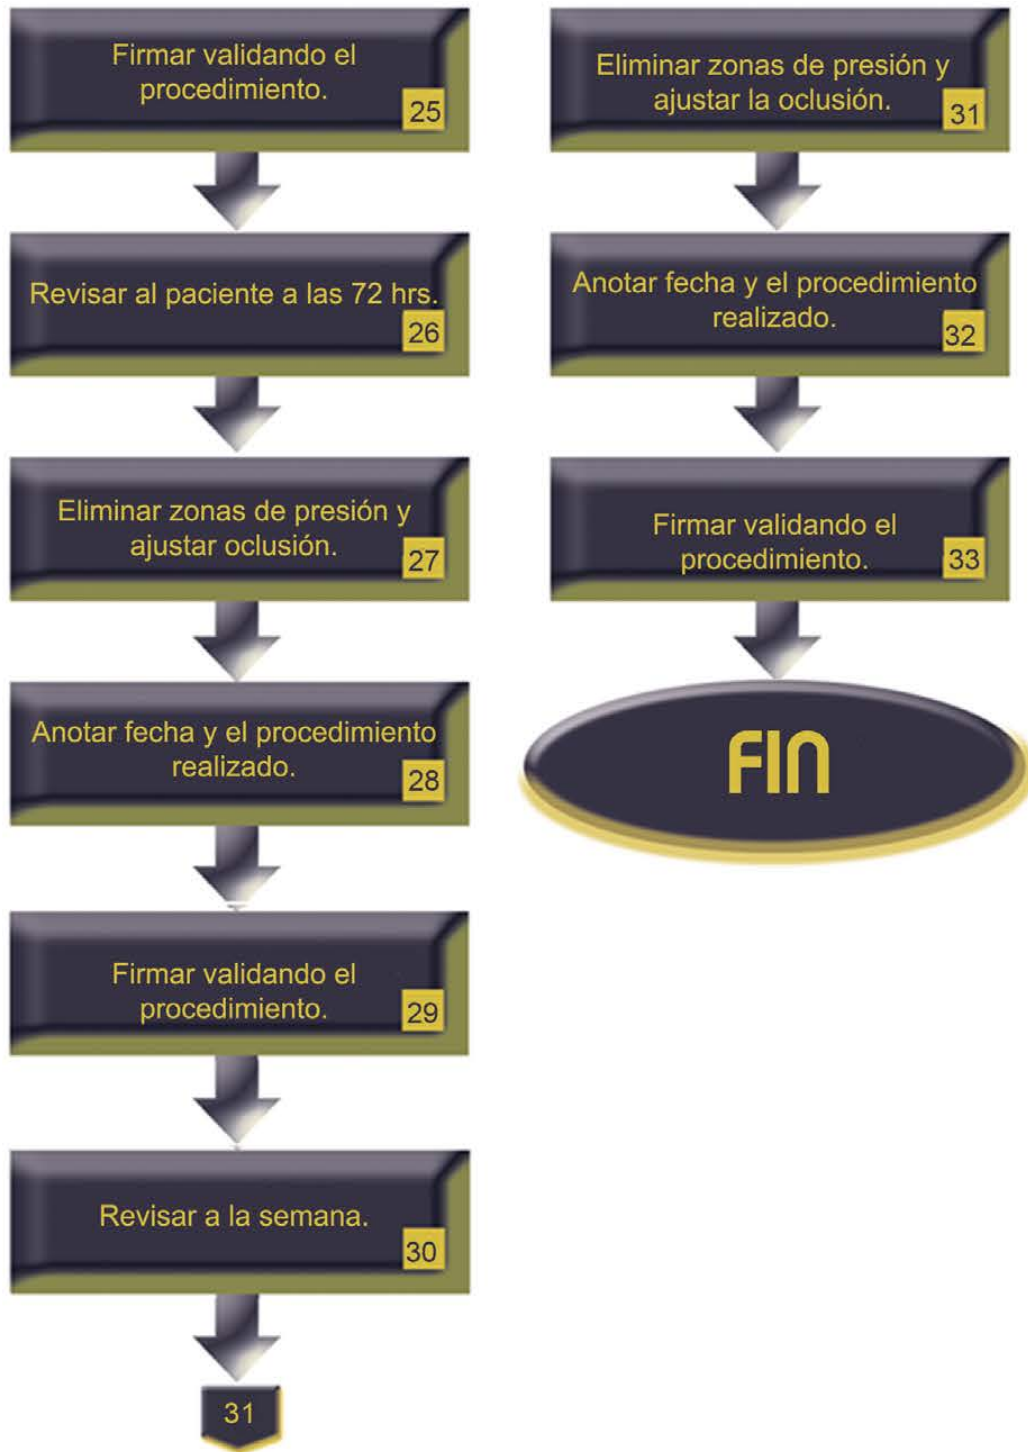 Firmar validando el
procedimiento.
25
Revisar al paciente a las 72 hrs.
26
Eliminar zonas de presión y
ajustar oclusión.
27
Anotar fecha y el procedimiento
realizado.
28
Firmar validando el
procedimiento.
29
Revisar a la semana.
30
31
Eliminar zonas de presión y
ajustar la oclusión.
31
Anotar fecha y el procedimiento
realizado.
32
Firmar validando el
procedimiento.
33
FIN